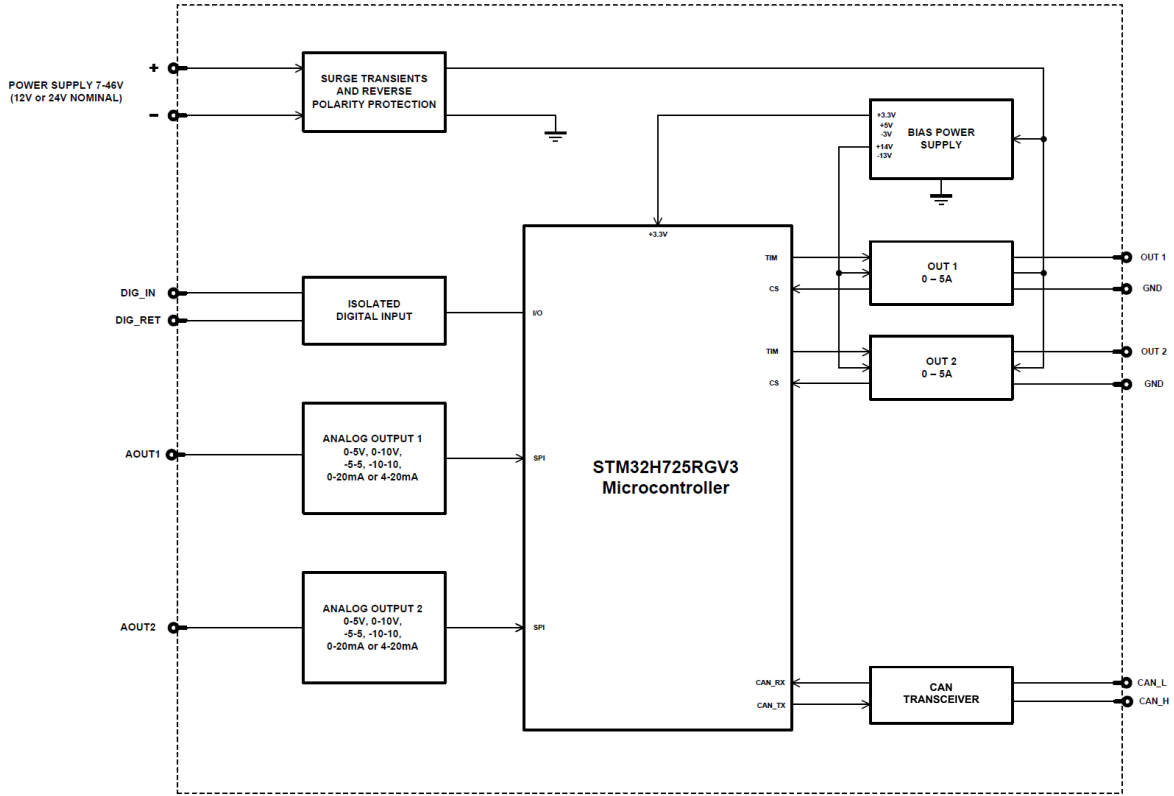 +
POWER SUPPLY 7-46V
(12V or 24V NOMINAL)
–
SURGE TRANSIENTS
AND REVERSE
POLARITY PROTECTION
+3.3V
+5V
-3V
+14V
-13V
BIAS POWER
SUPPLY
+3.3V
TIM
CS
OUT 1
0 – 5A
OUT 1
GND
DIG_IN
DIG_RET
ISOLATED
DIGITAL INPUT
I/O
TIM
CS
OUT 2
0 – 5A
OUT 2
GND
AOUT1
ANALOG OUTPUT 1
0-5V, 0-10V,
-5-5, -10-10,
0-20mA or 4-20mA
SPI
STM32H725RGV3
Microcontroller
AOUT2
ANALOG OUTPUT 2
0-5V, 0-10V,
-5-5, -10-10,
0-20mA or 4-20mA
SPI
CAN_RX
CAN_TX
CAN
TRANSCEIVER
CAN_L
CAN_H